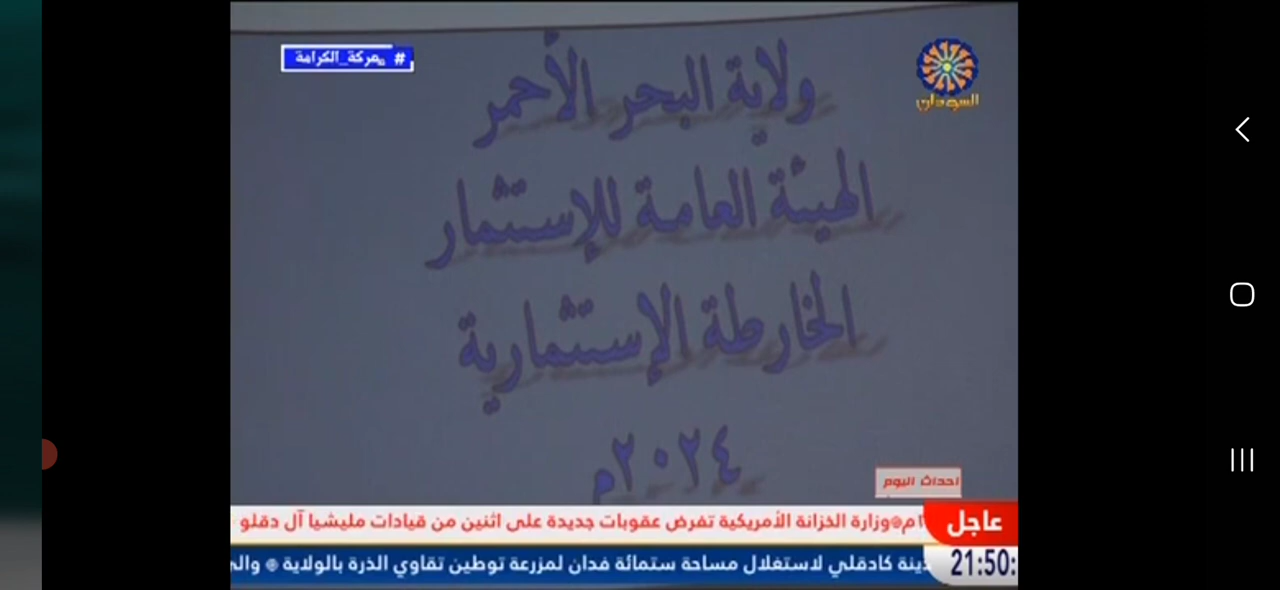 # معركة_الكرامة
السودان
ولاية البحر الأحمر
الهيئة العامة للإستثمار
الخارطة الإستثمارية
٢٠٢٤م
احداث اليوم
عاجل
م وزارة الخزانة الأمريكية تفرض عقوبات جديدة على اثنين من قيادات مليشيا آل دقلو
كادقلي لاستغلال مساحة ستمائة فدان لمزرعة توطين تقاوي الذرة بالولاية
21:50: